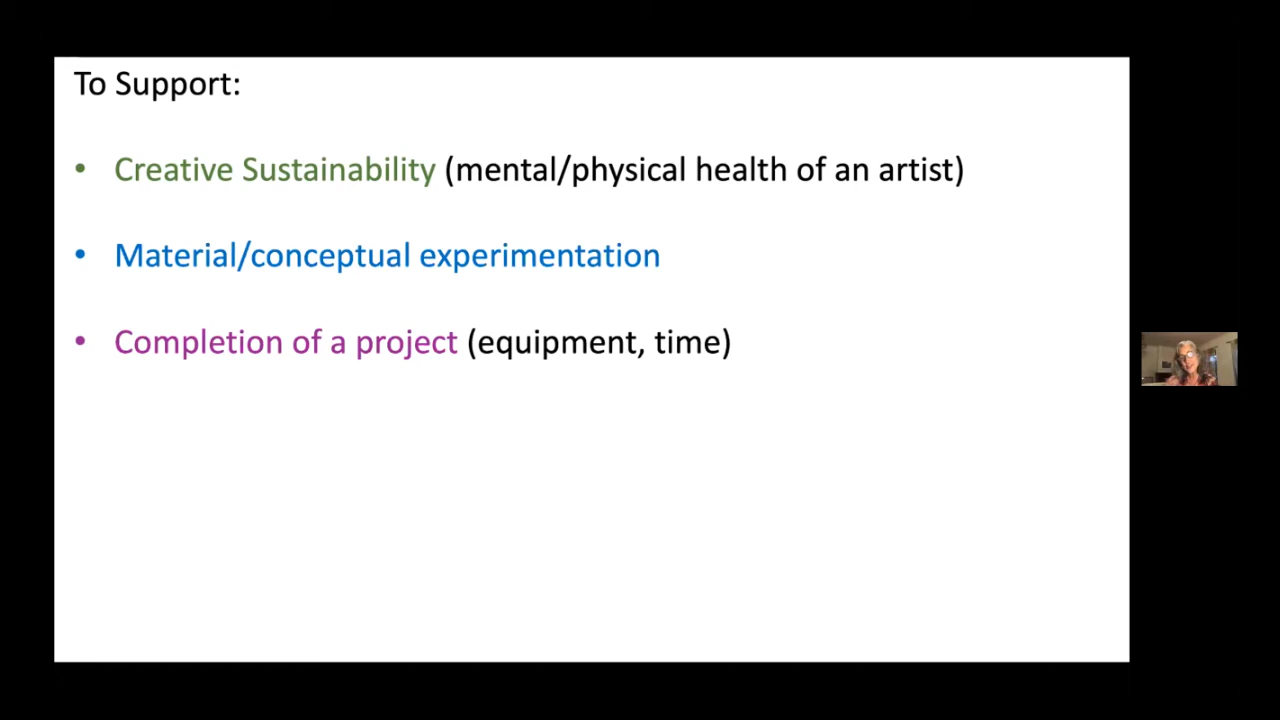 To Support:
• Creative Sustainability (mental/physical health of an artist)
• Material/conceptual experimentation
• Completion of a project (equipment, time)